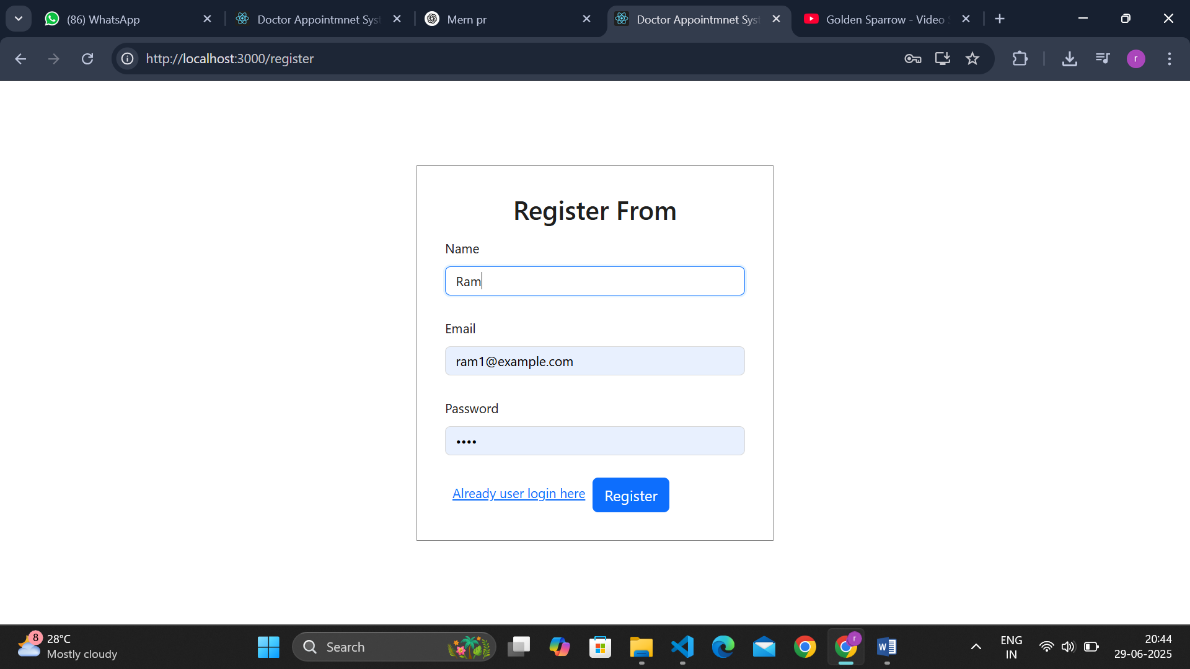 (86) WhatsApp
Doctor Appointmnet Sys
Mern pr
Doctor Appointmnet Sys
Golden Sparrow - Video
http://localhost:3000/register
r
Register From
Name
Ram
Email
ram1@example.com
Password
••••
Already user login here
Register
8
28°C
Mostly cloudy
Search
r
ENG
IN
20:44
29-06-2025